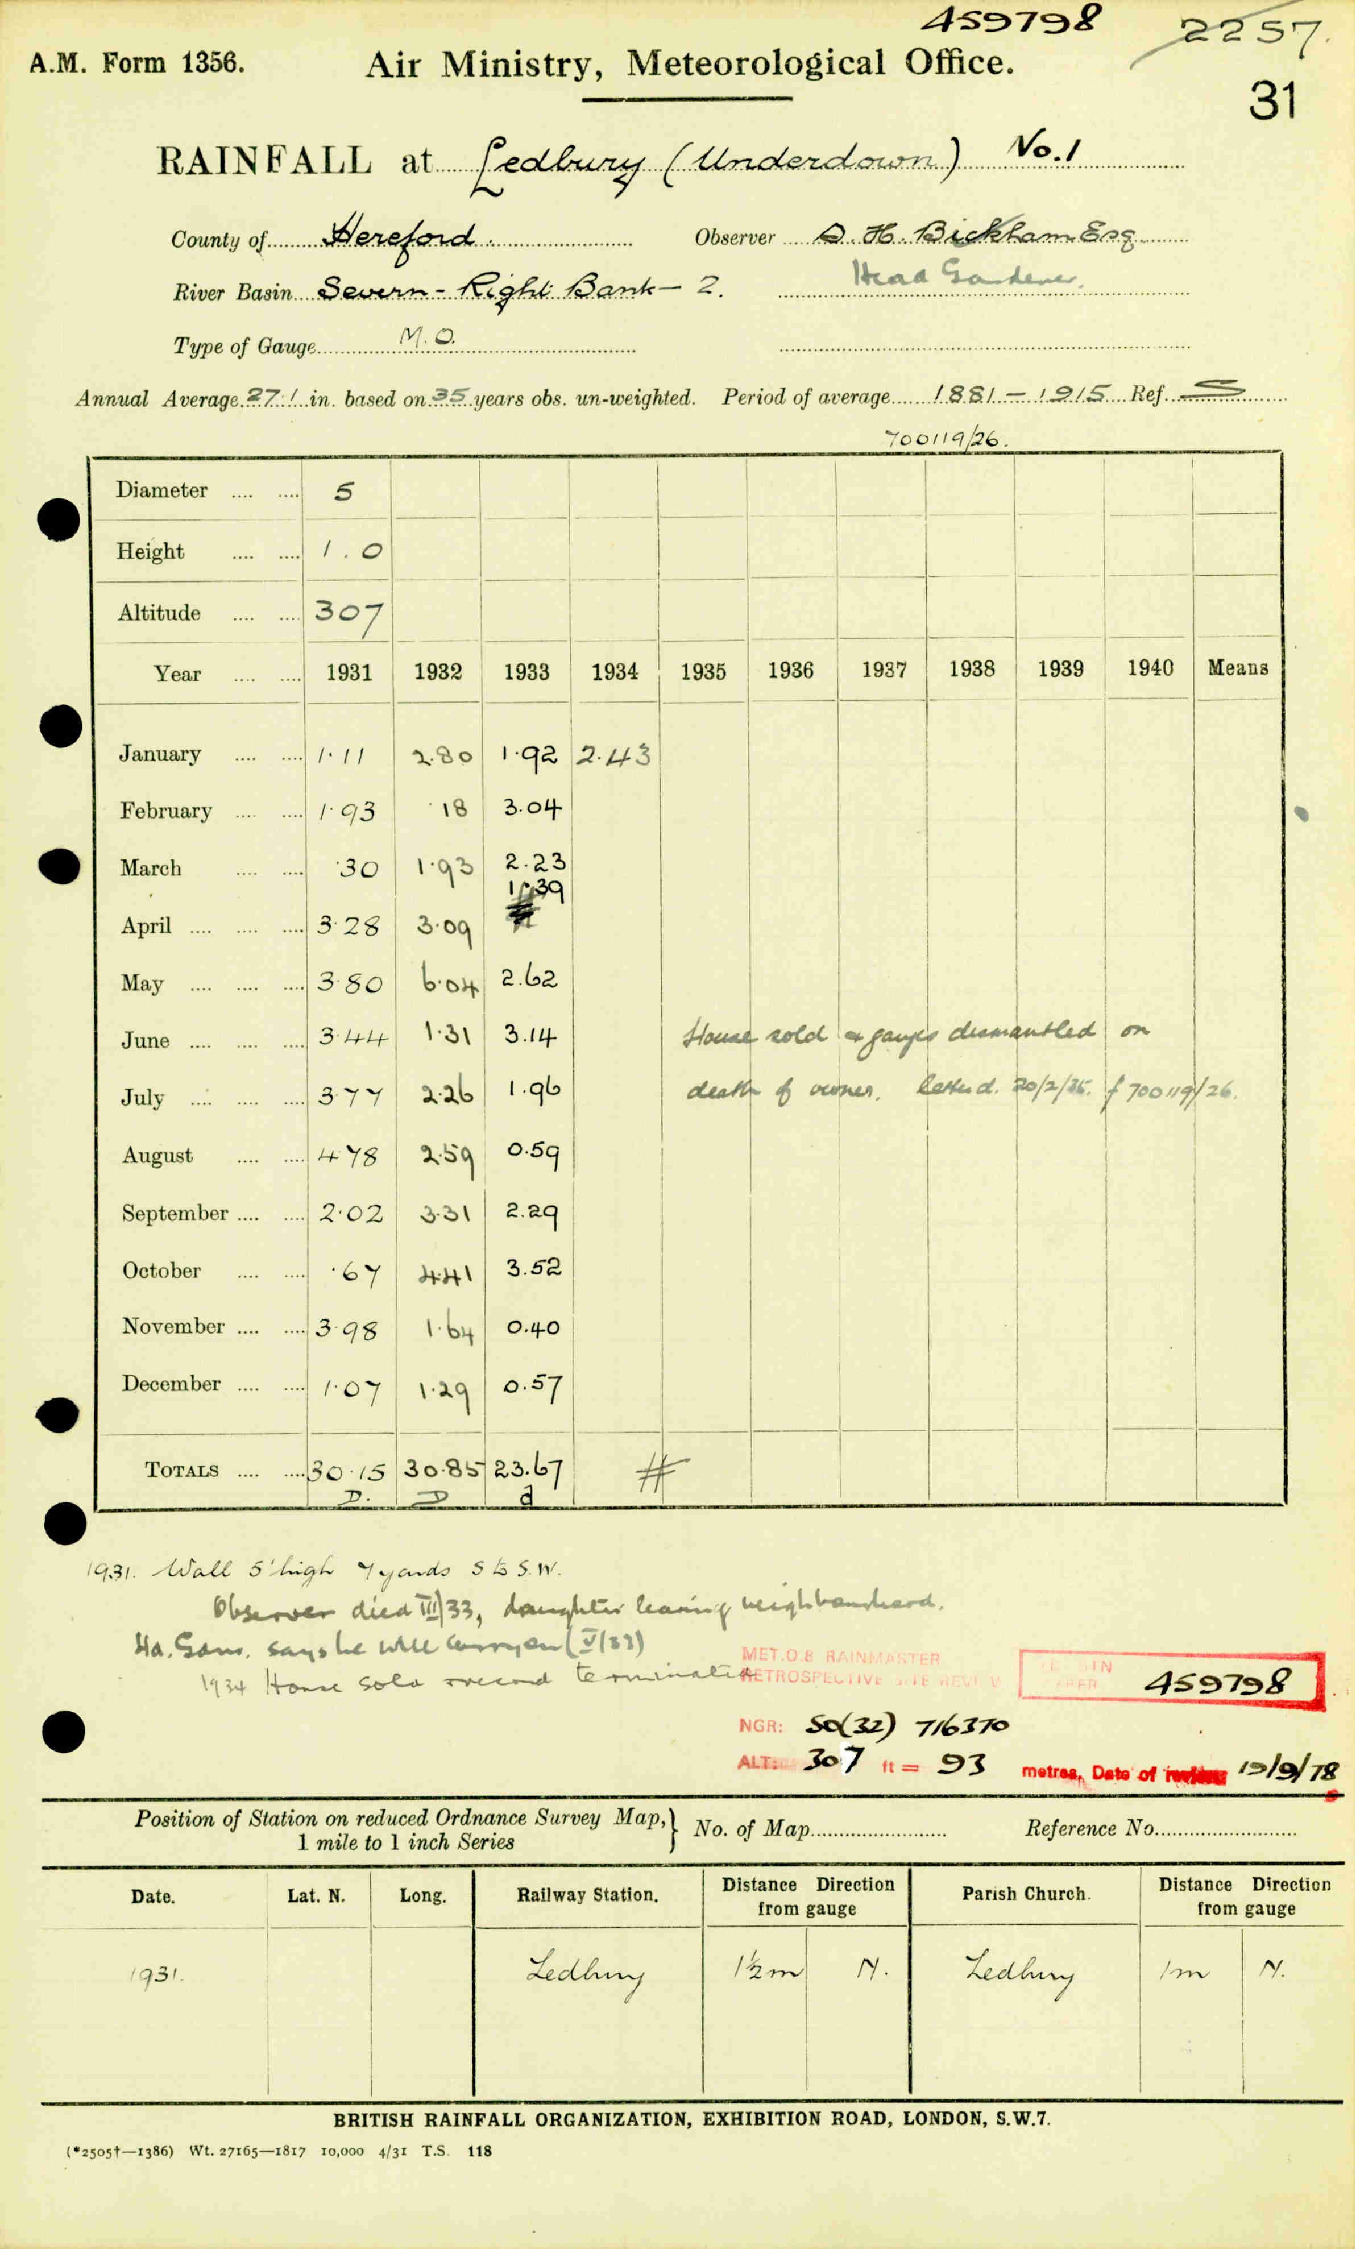 459798 2257.
A.M. Form 1356. Air Ministry, Meteorological Office.
31
RAINFALL at Ledbury (Underdown) No.1
County of Hereford. Observer D. H. Bickham Esq
River Basin Severn - Right Bank - 2. Head Gardener.
Type of Gauge M.O.
Annual Average 27.1 in. based on 35 years obs. un-weighted. Period of average 1881 - 1915 Ref. S
700119/26.
Diameter .... .... 5
Height .... .... 1.0
Altitude .... .... 307
Year .... .... 1931 1932 1933 1934 1935 1936 1937 1938 1939 1940 Means
January .... .... 1.11 2.80 1.92 2.43
February .... .... 1.93 .18 3.04
March .... .... .30 1.93 2.23
April .... .... .... 3.28 3.09 1.39
May .... .... .... 3.80 6.04 2.62
June .... .... .... 3.44 1.31 3.14 House sold & gauges dismantled on
July .... .... .... 3.77 2.26 1.96 death of owner. Letter d. 20/2/35. f 700119/26.
August .... .... 4.78 2.59 0.59
September .... .... 2.02 3.31 2.29
October .... .... .67 4.41 3.52
November .... .... 3.98 1.64 0.40
December .... .... 1.07 1.29 0.57
TOTALS .... .... 30.15 30.85 23.67 #
D. D d
1931. Wall 5' high 7 yards S to S.W.
Observer died III/33, daughter leaving neighbourhood.
Hd. Gard. says he will carry on (V/33)
1934 House sold record terminated
MET.O.8 RAINMASTER
RETROSPECTIVE SITE REVIEW
459798
NGR: SO(32) 716370
ALT: 307 ft = 93 metres, Date of review 19/9/78
Position of Station on reduced Ordnance Survey Map, } No. of Map Reference No.
1 mile to 1 inch Series
Date. Lat. N. Long. Railway Station. Distance from gauge Direction Parish Church. Distance from gauge Direction
1931. Ledbury 1½m N. Ledbury 1m N.
BRITISH RAINFALL ORGANIZATION, EXHIBITION ROAD, LONDON, S.W.7.
(*2505†—1386) Wt. 27165—1817 10,000 4/31 T.S. 118